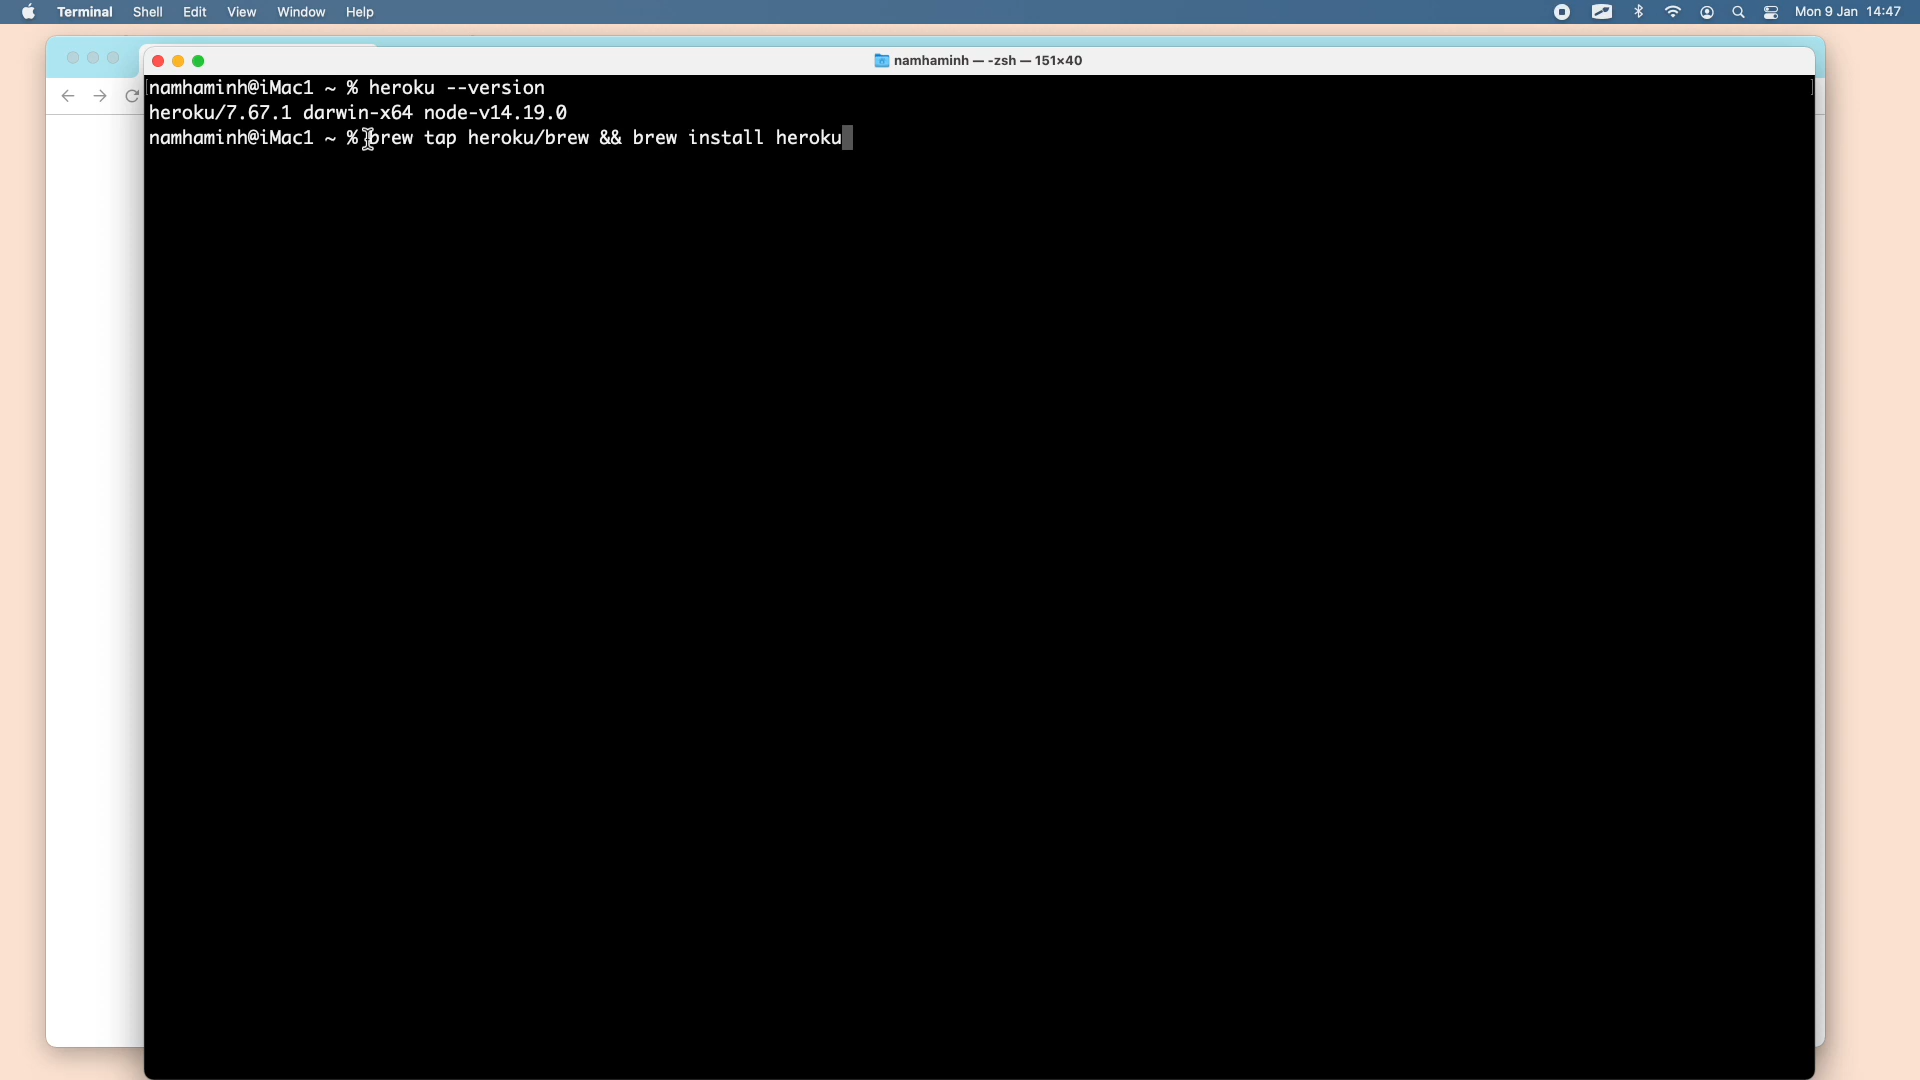 Terminal Shell Edit View Window Help Mon 9 Jan 14:47
namhaminh — -zsh — 151×40
namhaminh@iMac1 ~ % heroku --version
heroku/7.67.1 darwin-x64 node-v14.19.0
namhaminh@iMac1 ~ % brew tap heroku/brew && brew install heroku